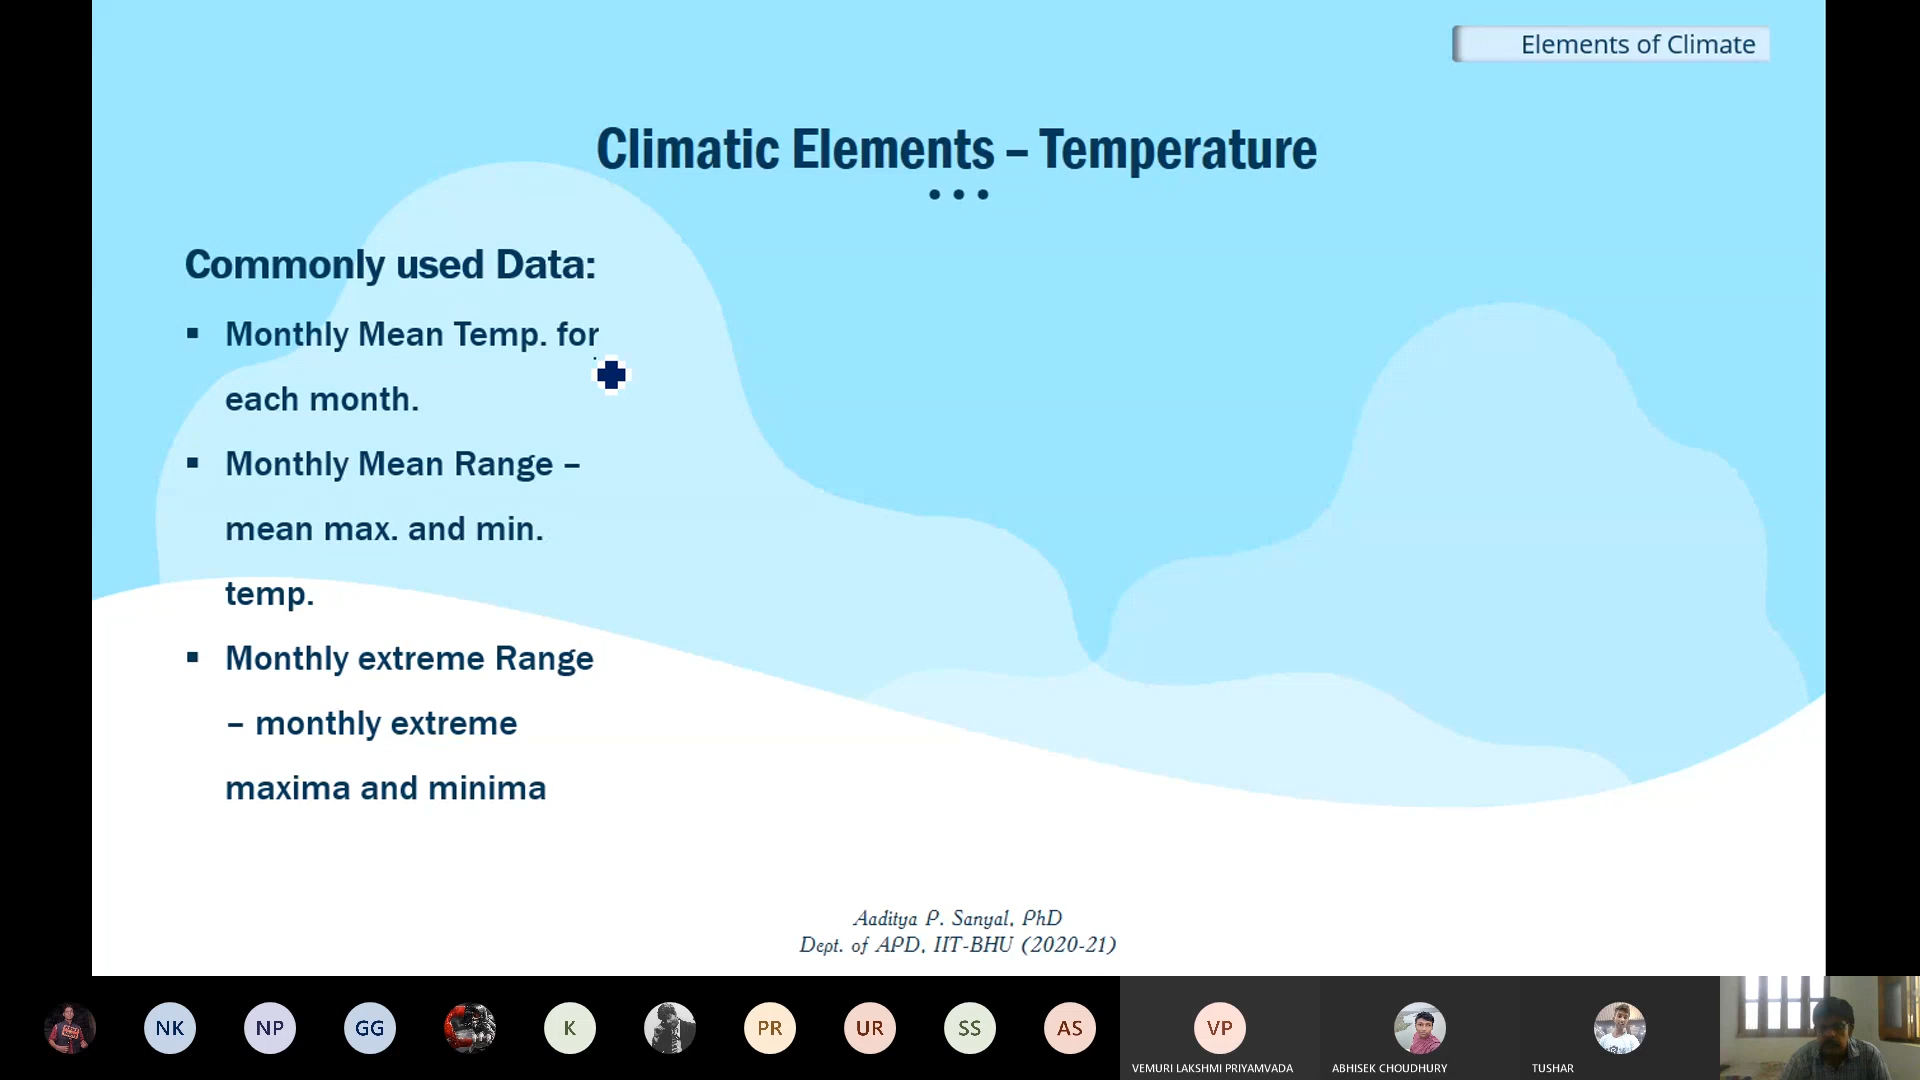 Elements of Climate
Climatic Elements – Temperature
Commonly used Data:
▪ Monthly Mean Temp. for
each month.
▪ Monthly Mean Range –
mean max. and min.
temp.
▪ Monthly extreme Range
– monthly extreme
maxima and minima
Aaditya P. Sanyal, PhD
Dept. of APD, IIT-BHU (2020-21)
NK
NP
GG
K
PR
UR
SS
AS
VP
VEMURI LAKSHMI PRIYAMVADA
ABHISEK CHOUDHURY
TUSHAR